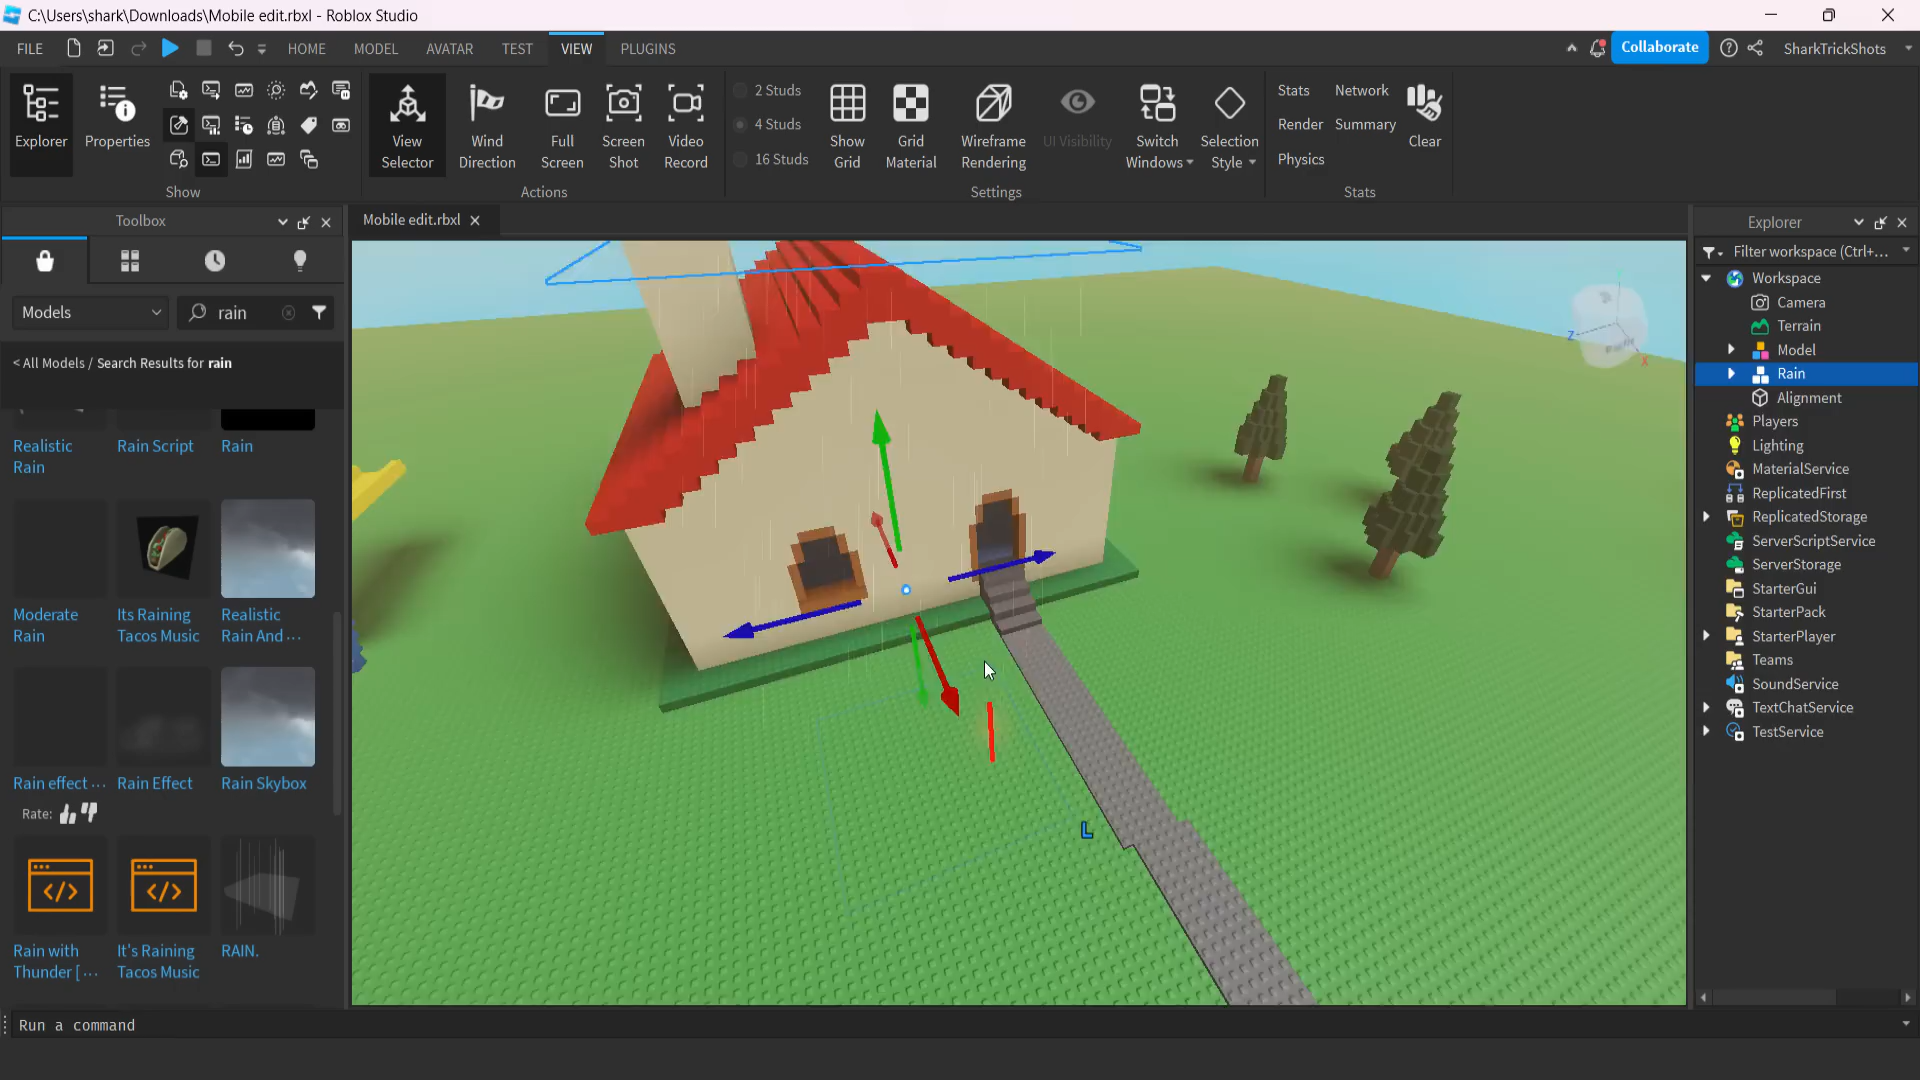 C:\Users\shark\Downloads\Mobile edit.rbxl - Roblox Studio
FILE
HOME
MODEL
AVATAR
TEST
VIEW
PLUGINS
Collaborate
SharkTrickShots
Explorer
Properties
Show
View
Selector
Wind
Direction
Full
Screen
Screen
Shot
Video
Record
Actions
2 Studs
4 Studs
16 Studs
Show
Grid
Grid
Material
Wireframe
Rendering
UI Visibility
Switch
Windows
Selection
Style
Settings
Stats
Network
Render
Summary
Physics
Clear
Stats
Toolbox
Models
rain
< All Models / Search Results for rain
Realistic
Rain
Rain Script
Rain
Moderate
Rain
Its Raining
Tacos Music
Realistic
Rain And ...
Rain effect ...
Rain Effect
Rain Skybox
Rate:
Rain with
Thunder [ ...
It's Raining
Tacos Music
RAIN.
Mobile edit.rbxl
Z
X
L
Explorer
Filter workspace (Ctrl+...
Workspace
Camera
Terrain
Model
Rain
Alignment
Players
Lighting
MaterialService
ReplicatedFirst
ReplicatedStorage
ServerScriptService
ServerStorage
StarterGui
StarterPack
StarterPlayer
Teams
SoundService
TextChatService
TestService
Run a command